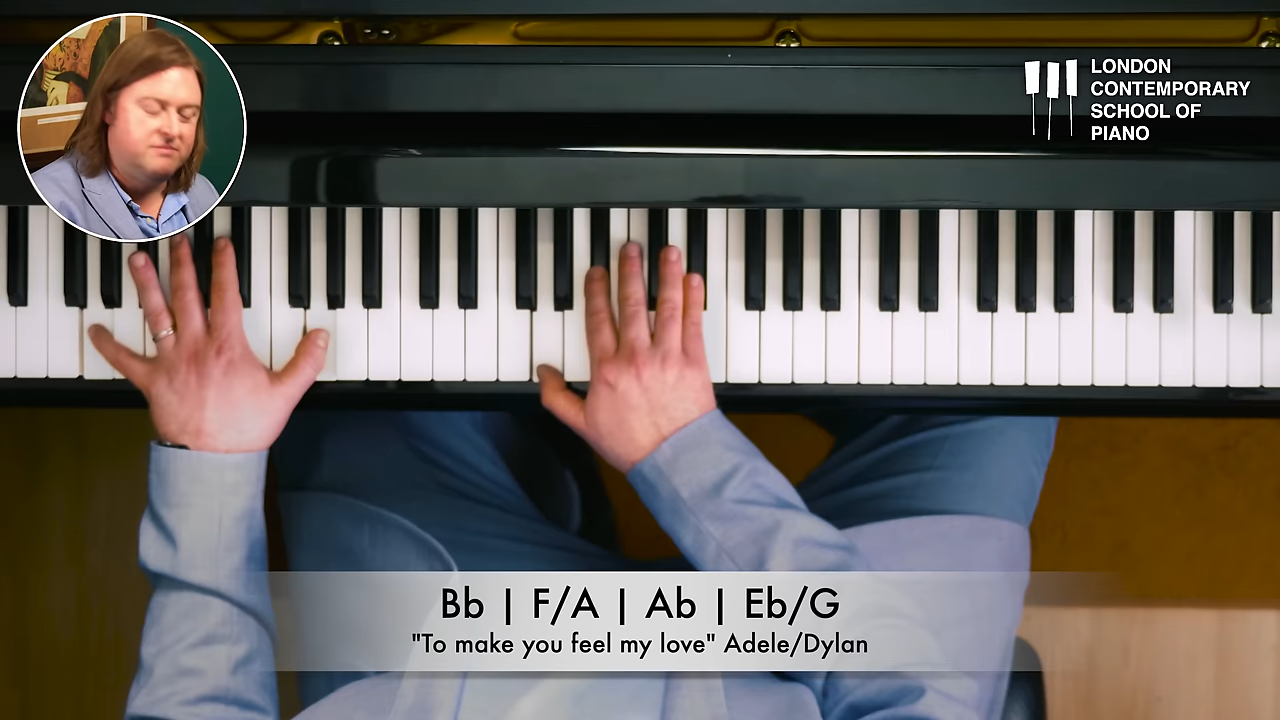 LONDON
CONTEMPORARY
SCHOOL OF
PIANO
Bb | F/A | Ab | Eb/G
"To make you feel my love" Adele/Dylan